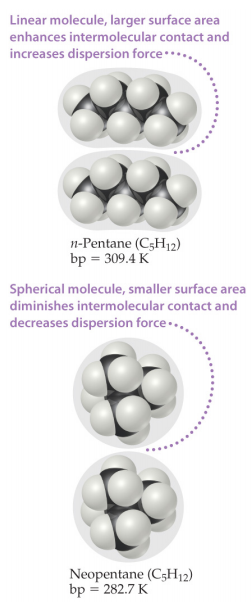 Linear molecule, larger surface area
enhances intermolecular contact and
increases dispersion force
n-Pentane (C₅H₁₂)
bp = 309.4 K
Spherical molecule, smaller surface area
diminishes intermolecular contact and
decreases dispersion force
Neopentane (C₅H₁₂)
bp = 282.7 K